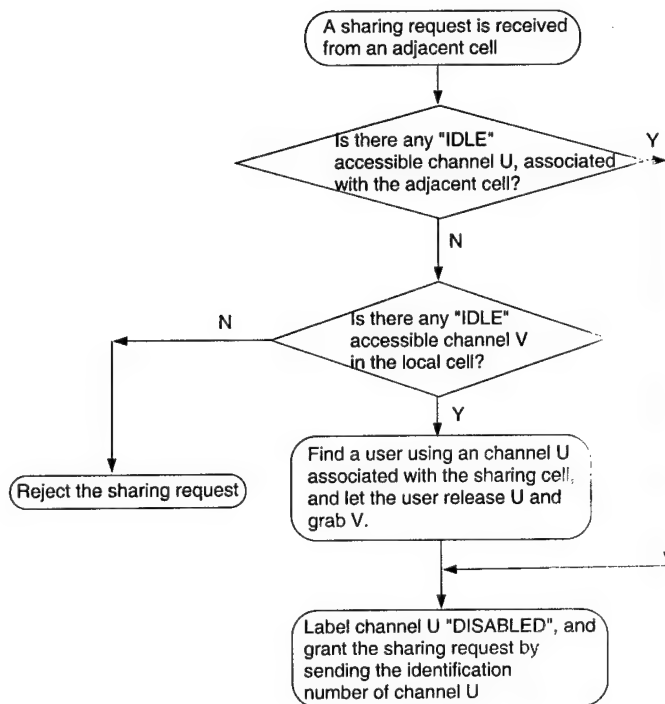 A sharing request is received
from an adjacent cell
Is there any "IDLE"
accessible channel U, associated
with the adjacent cell?
Y
N
Is there any "IDLE"
accessible channel V
in the local cell?
N
Y
Reject the sharing request
Find a user using an channel U
associated with the sharing cell,
and let the user release U and
grab V.
Label channel U "DISABLED", and
grant the sharing request by
sending the identification
number of channel U